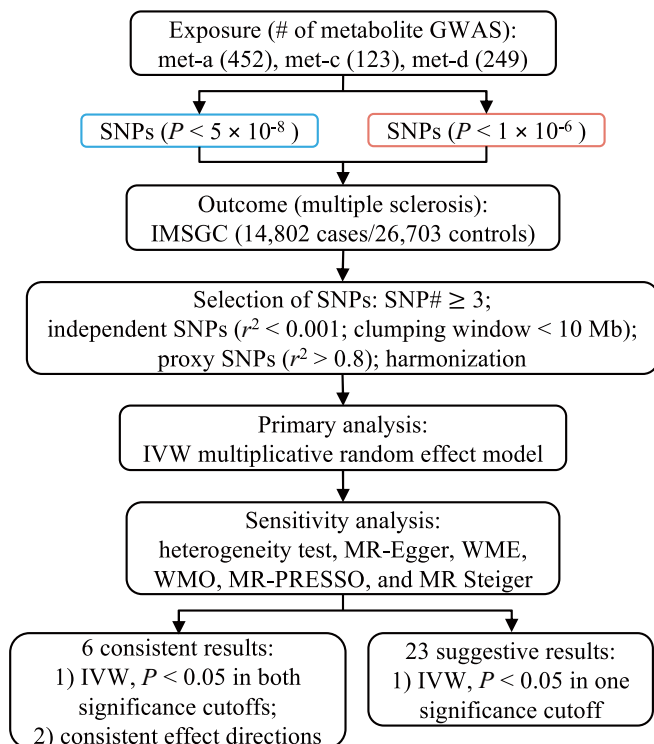 Exposure (# of metabolite GWAS):
met-a (452), met-c (123), met-d (249)
SNPs (P < 5 × 10⁻⁸ )
SNPs (P < 1 × 10⁻⁶ )
Outcome (multiple sclerosis):
IMSGC (14,802 cases/26,703 controls)
Selection of SNPs: SNP# ≥ 3;
independent SNPs (r² < 0.001; clumping window < 10 Mb);
proxy SNPs (r² > 0.8); harmonization
Primary analysis:
IVW multiplicative random effect model
Sensitivity analysis:
heterogeneity test, MR-Egger, WME,
WMO, MR-PRESSO, and MR Steiger
6 consistent results:
1) IVW, P < 0.05 in both
significance cutoffs;
2) consistent effect directions
23 suggestive results:
1) IVW, P < 0.05 in one
significance cutoff